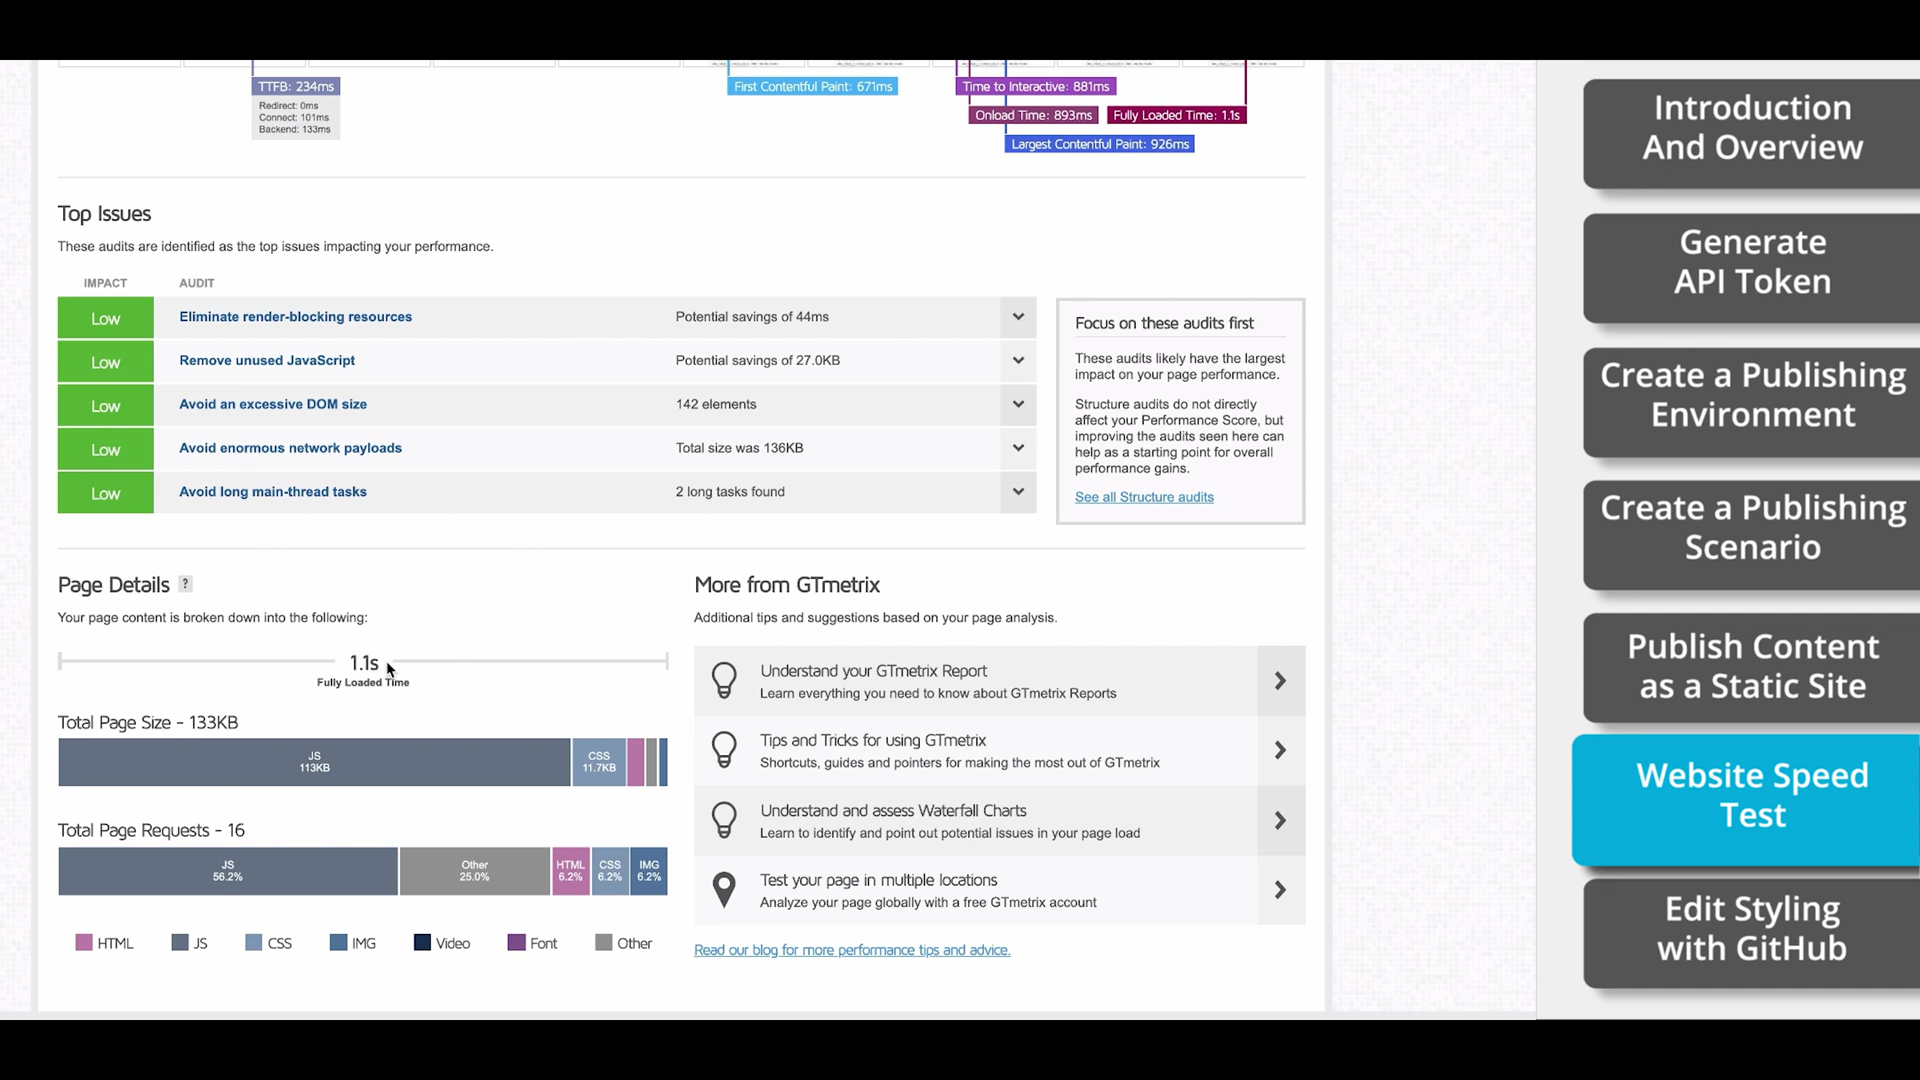 TTFB: 234ms
Redirect: 0ms
Connect: 101ms
Backend: 133ms
First Contentful Paint: 671ms
Time to Interactive: 881ms
Onload Time: 893ms
Fully Loaded Time: 1.1s
Largest Contentful Paint: 926ms
Top Issues
These audits are identified as the top issues impacting your performance.
IMPACT AUDIT
Low Eliminate render-blocking resources Potential savings of 44ms
Low Remove unused JavaScript Potential savings of 27.0KB
Low Avoid an excessive DOM size 142 elements
Low Avoid enormous network payloads Total size was 136KB
Low Avoid long main-thread tasks 2 long tasks found
Focus on these audits first
These audits likely have the largest
impact on your page performance.
Structure audits do not directly
affect your Performance Score, but
improving the audits seen here can
help as a starting point for overall
performance gains.
See all Structure audits
Page Details ?
Your page content is broken down into the following:
1.1s
Fully Loaded Time
Total Page Size - 133KB
JS
113KB
CSS
11.7KB
Total Page Requests - 16
JS
56.2%
Other
25.0%
HTML
6.2%
CSS
6.2%
IMG
6.2%
HTML JS CSS IMG Video Font Other
More from GTmetrix
Additional tips and suggestions based on your page analysis.
Understand your GTmetrix Report
Learn everything you need to know about GTmetrix Reports
Tips and Tricks for using GTmetrix
Shortcuts, guides and pointers for making the most out of GTmetrix
Understand and assess Waterfall Charts
Learn to identify and point out potential issues in your page load
Test your page in multiple locations
Analyze your page globally with a free GTmetrix account
Read our blog for more performance tips and advice.
Introduction
And Overview
Generate
API Token
Create a Publishing
Environment
Create a Publishing
Scenario
Publish Content
as a Static Site
Website Speed
Test
Edit Styling
with GitHub